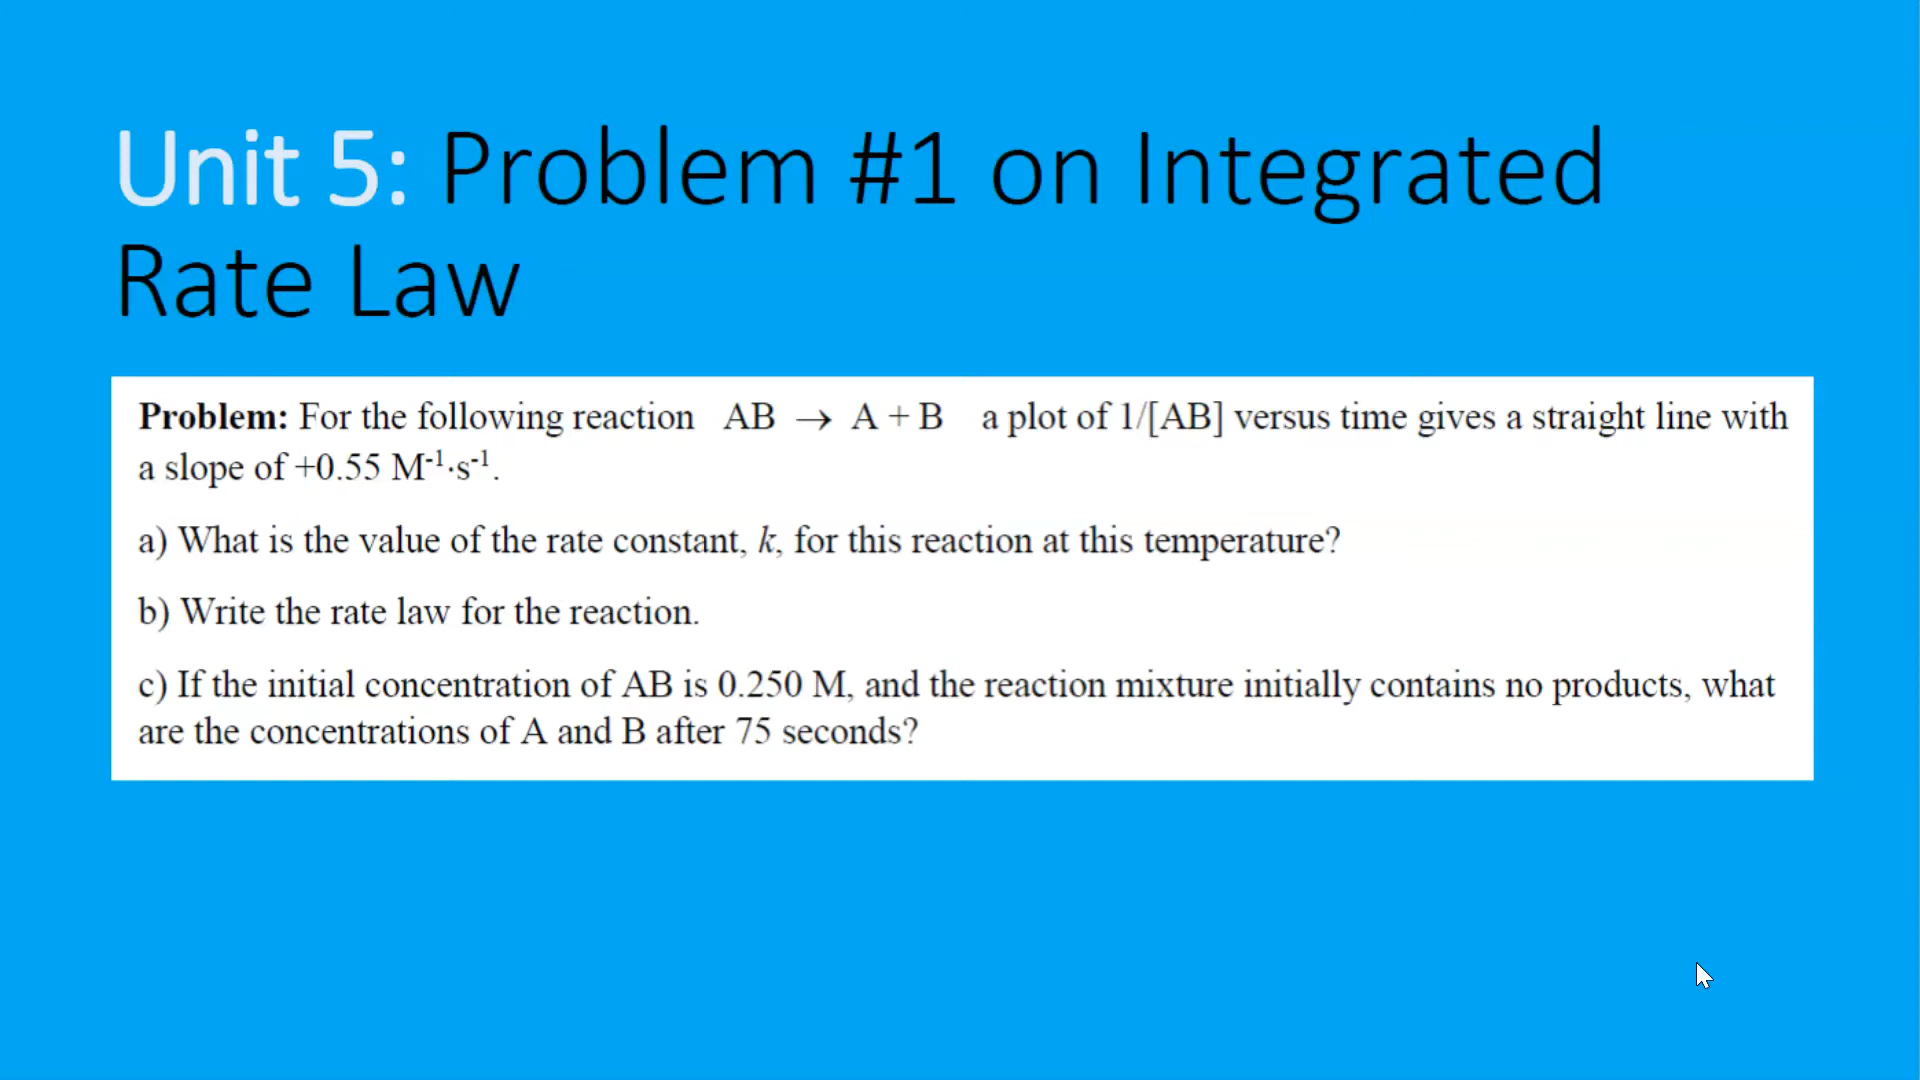 Unit 5: Problem #1 on Integrated
Rate Law
Problem: For the following reaction AB → A + B a plot of 1/[AB] versus time gives a straight line with
a slope of +0.55 M⁻¹·s⁻¹.
a) What is the value of the rate constant, k, for this reaction at this temperature?
b) Write the rate law for the reaction.
c) If the initial concentration of AB is 0.250 M, and the reaction mixture initially contains no products, what
are the concentrations of A and B after 75 seconds?